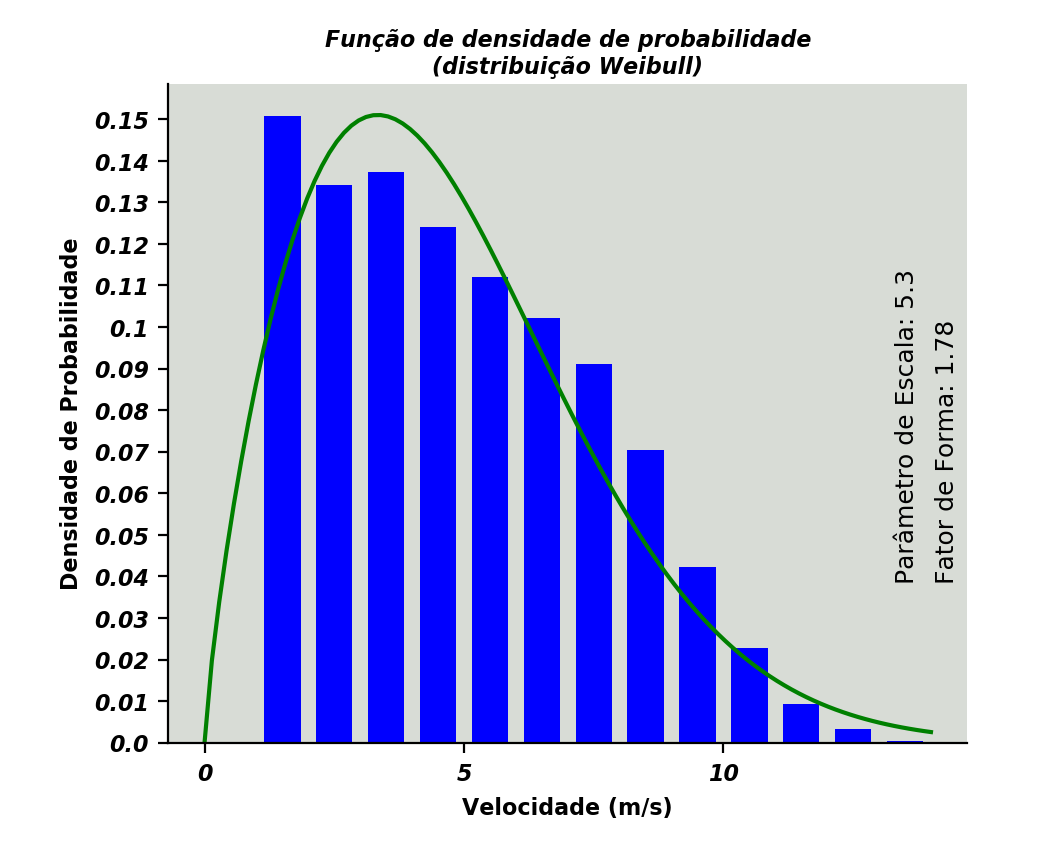 Função de densidade de probabilidade
(distribuição Weibull)
0.15
0.14
0.13
0.12
0.11
0.1
0.09
0.08
0.07
0.06
0.05
0.04
0.03
0.02
0.01
0.0
Densidade de Probabilidade
Parâmetro de Escala: 5.3
Fator de Forma: 1.78
0 5 10
Velocidade (m/s)